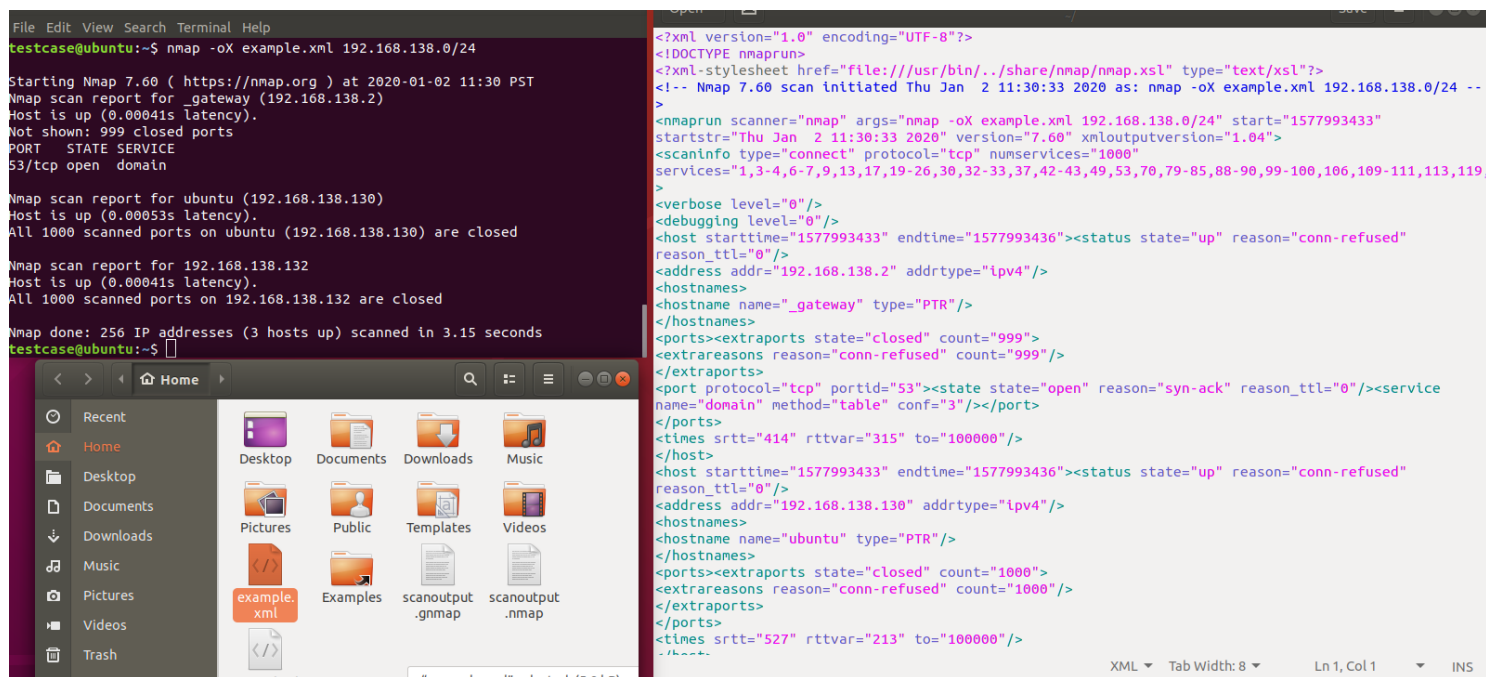 File Edit View Search Terminal Help
testcase@ubuntu:~$ nmap -oX example.xml 192.168.138.0/24
Starting Nmap 7.60 ( https://nmap.org ) at 2020-01-02 11:30 PST
Nmap scan report for _gateway (192.168.138.2)
Host is up (0.00041s latency).
Not shown: 999 closed ports
PORT   STATE SERVICE
53/tcp open  domain
Nmap scan report for ubuntu (192.168.138.130)
Host is up (0.00053s latency).
All 1000 scanned ports on ubuntu (192.168.138.130) are closed
Nmap scan report for 192.168.138.132
Host is up (0.00041s latency).
All 1000 scanned ports on 192.168.138.132 are closed
Nmap done: 256 IP addresses (3 hosts up) scanned in 3.15 seconds
testcase@ubuntu:~$
Home
Recent
Home
Desktop
Documents
Downloads
Music
Pictures
Videos
Trash
Desktop Documents Downloads Music
Pictures Public Templates Videos
example.xml Examples scanoutput.gnmap scanoutput.nmap
Open Save
<?xml version="1.0" encoding="UTF-8"?>
<!DOCTYPE nmaprun>
<?xml-stylesheet href="file:///usr/bin/../share/nmap/nmap.xsl" type="text/xsl"?>
<!-- Nmap 7.60 scan initiated Thu Jan  2 11:30:33 2020 as: nmap -oX example.xml 192.168.138.0/24 --
>
<nmaprun scanner="nmap" args="nmap -oX example.xml 192.168.138.0/24" start="1577993433"
startstr="Thu Jan  2 11:30:33 2020" version="7.60" xmloutputversion="1.04">
<scaninfo type="connect" protocol="tcp" numservices="1000"
services="1,3-4,6-7,9,13,17,19-26,30,32-33,37,42-43,49,53,70,79-85,88-90,99-100,106,109-111,113,119,
>
<verbose level="0"/>
<debugging level="0"/>
<host starttime="1577993433" endtime="1577993436"><status state="up" reason="conn-refused"
reason_ttl="0"/>
<address addr="192.168.138.2" addrtype="ipv4"/>
<hostnames>
<hostname name="_gateway" type="PTR"/>
</hostnames>
<ports><extraports state="closed" count="999">
<extrareasons reason="conn-refused" count="999"/>
</extraports>
<port protocol="tcp" portid="53"><state state="open" reason="syn-ack" reason_ttl="0"/><service
name="domain" method="table" conf="3"/></port>
</ports>
<times srtt="414" rttvar="315" to="100000"/>
</host>
<host starttime="1577993433" endtime="1577993436"><status state="up" reason="conn-refused"
reason_ttl="0"/>
<address addr="192.168.138.130" addrtype="ipv4"/>
<hostnames>
<hostname name="ubuntu" type="PTR"/>
</hostnames>
<ports><extraports state="closed" count="1000">
<extrareasons reason="conn-refused" count="1000"/>
</extraports>
</ports>
<times srtt="527" rttvar="213" to="100000"/>
XML Tab Width: 8 Ln 1, Col 1 INS